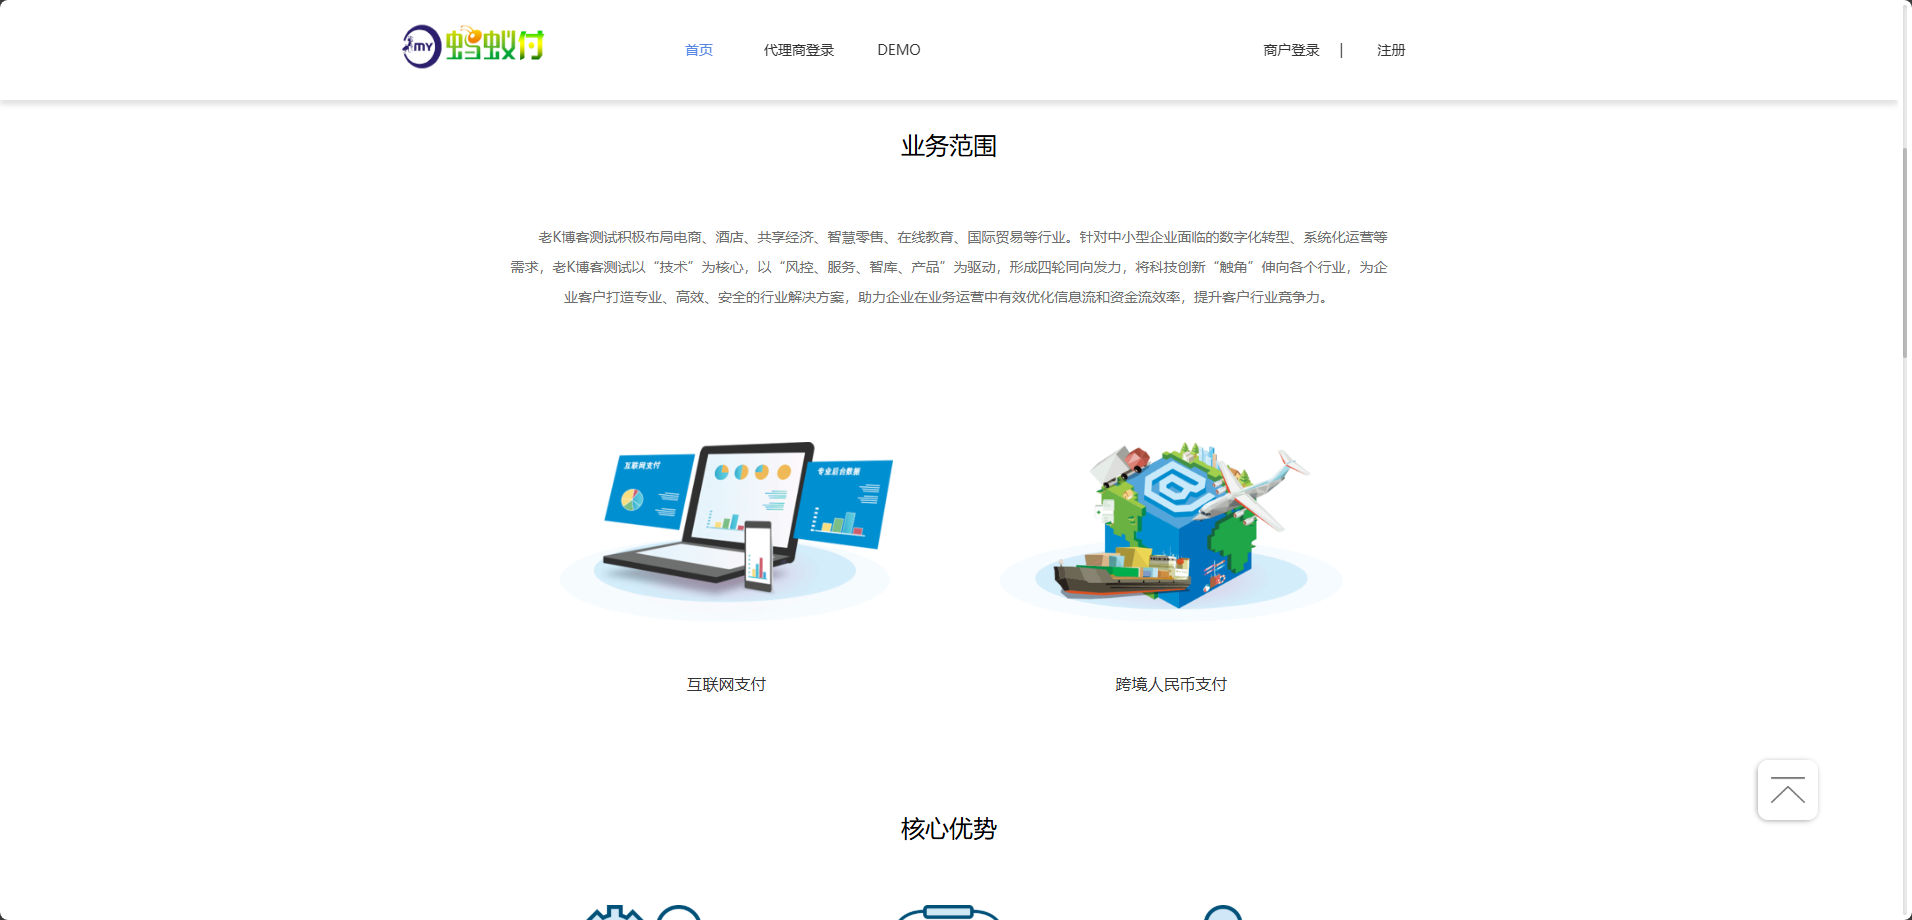 MY 蚂蚁付
首页 代理商登录 DEMO 商户登录 | 注册
业务范围
老K博客测试积极布局电商、酒店、共享经济、智慧零售、在线教育、国际贸易等行业。针对中小型企业面临的数字化转型、系统化运营等
需求，老K博客测试以“技术”为核心，以“风控、服务、智库、产品”为驱动，形成四轮同向发力，将科技创新“触角”伸向各个行业，为企
业客户打造专业、高效、安全的行业解决方案，助力企业在业务运营中有效优化信息流和资金流效率，提升客户行业竞争力。
互联网支付
专业后台数据
@
互联网支付
跨境人民币支付
核心优势